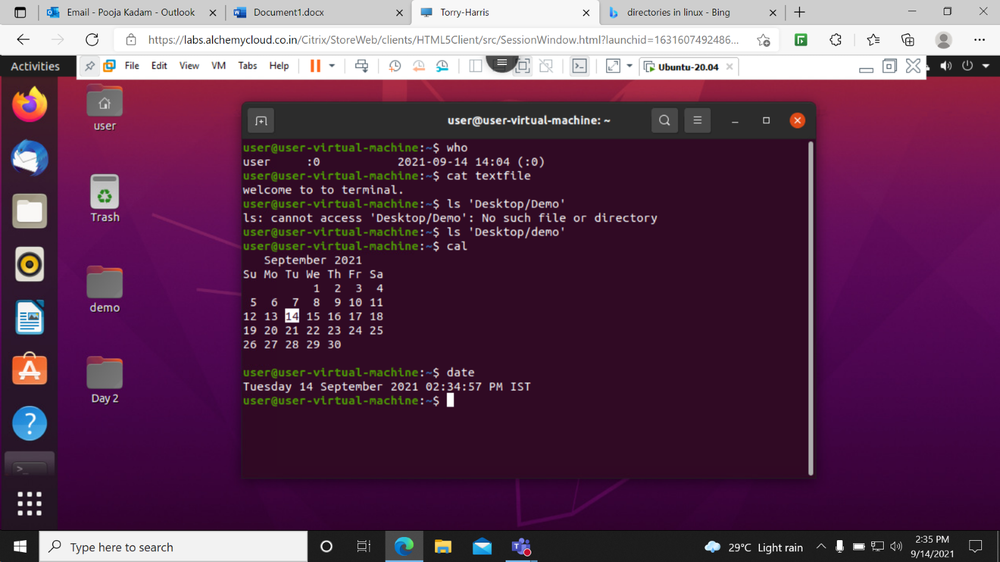 Email - Pooja Kadam - Outlook
Document1.docx
Torry-Harris
directories in linux - Bing
https://labs.alchemycloud.co.in/Citrix/StoreWeb/clients/HTML5Client/src/SessionWindow.html?launchid=1631607492486...
Activities
File Edit View VM Tabs Help
Ubuntu-20.04
user
Trash
demo
Day 2
user@user-virtual-machine: ~
user@user-virtual-machine:~$ who
user     :0           2021-09-14 14:04 (:0)
user@user-virtual-machine:~$ cat textfile
welcome to to terminal.
user@user-virtual-machine:~$ ls 'Desktop/Demo'
ls: cannot access 'Desktop/Demo': No such file or directory
user@user-virtual-machine:~$ ls 'Desktop/demo'
user@user-virtual-machine:~$ cal
   September 2021
Su Mo Tu We Th Fr Sa
          1  2  3  4
 5  6  7  8  9 10 11
12 13 14 15 16 17 18
19 20 21 22 23 24 25
26 27 28 29 30
user@user-virtual-machine:~$ date
Tuesday 14 September 2021 02:34:57 PM IST
user@user-virtual-machine:~$
Type here to search
29°C Light rain
2:35 PM
9/14/2021